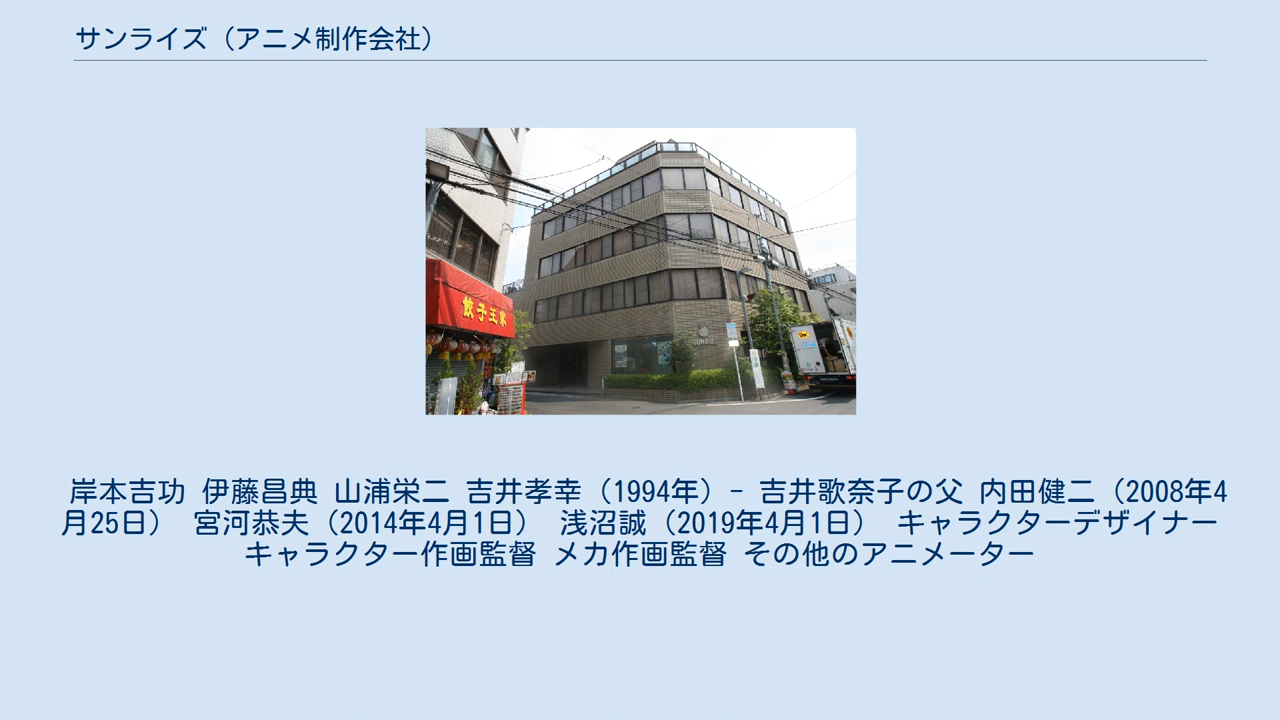 サンライズ（アニメ制作会社）
餃子王家
SUNRISE
岸本吉功 伊藤昌典 山浦栄二 吉井孝幸（1994年）- 吉井歌奈子の父 内田健二（2008年4
月25日） 宮河恭夫（2014年4月1日） 浅沼誠（2019年4月1日） キャラクターデザイナー
キャラクター作画監督 メカ作画監督 その他のアニメーター